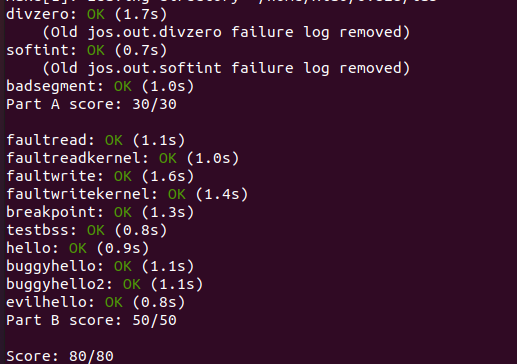 divzero: OK (1.7s)
(Old jos.out.divzero failure log removed)
softint: OK (0.7s)
(Old jos.out.softint failure log removed)
badsegment: OK (1.0s)
Part A score: 30/30
faultread: OK (1.1s)
faultreadkernel: OK (1.0s)
faultwrite: OK (1.6s)
faultwritekernel: OK (1.4s)
breakpoint: OK (1.3s)
testbss: OK (0.8s)
hello: OK (0.9s)
buggyhello: OK (1.1s)
buggyhello2: OK (1.1s)
evilhello: OK (0.8s)
Part B score: 50/50
Score: 80/80